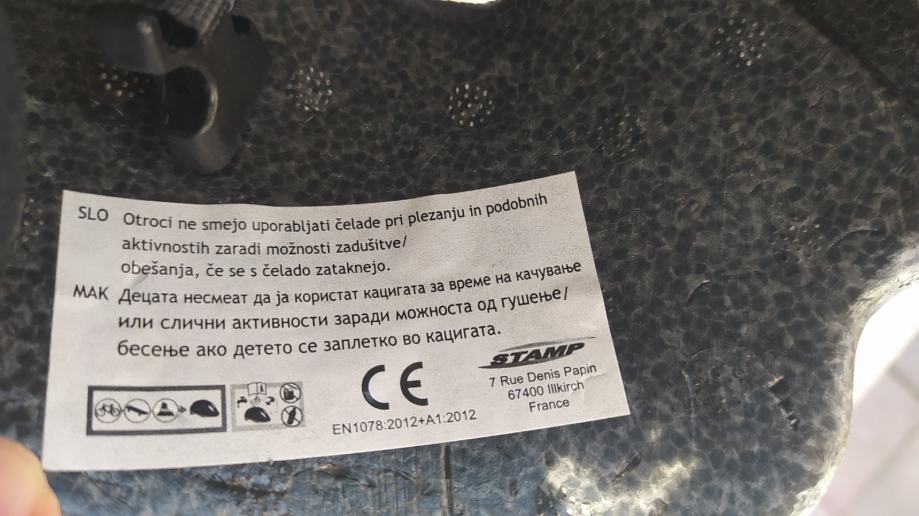 SLO Otroci ne smejo uporabljati čelade pri plezanju in podobnih
aktivnostih zaradi možnosti zadušitve/
obešanja, če se s čelado zataknejo.
MAK Децата несмеат да ја користат кацигата за време на качување
или слични активности заради можноста од гушење/
бесење ако детето се заплетко во кацигата.
CE
EN1078:2012+A1:2012
STAMP
7 Rue Denis Papin
67400 Illkirch
France